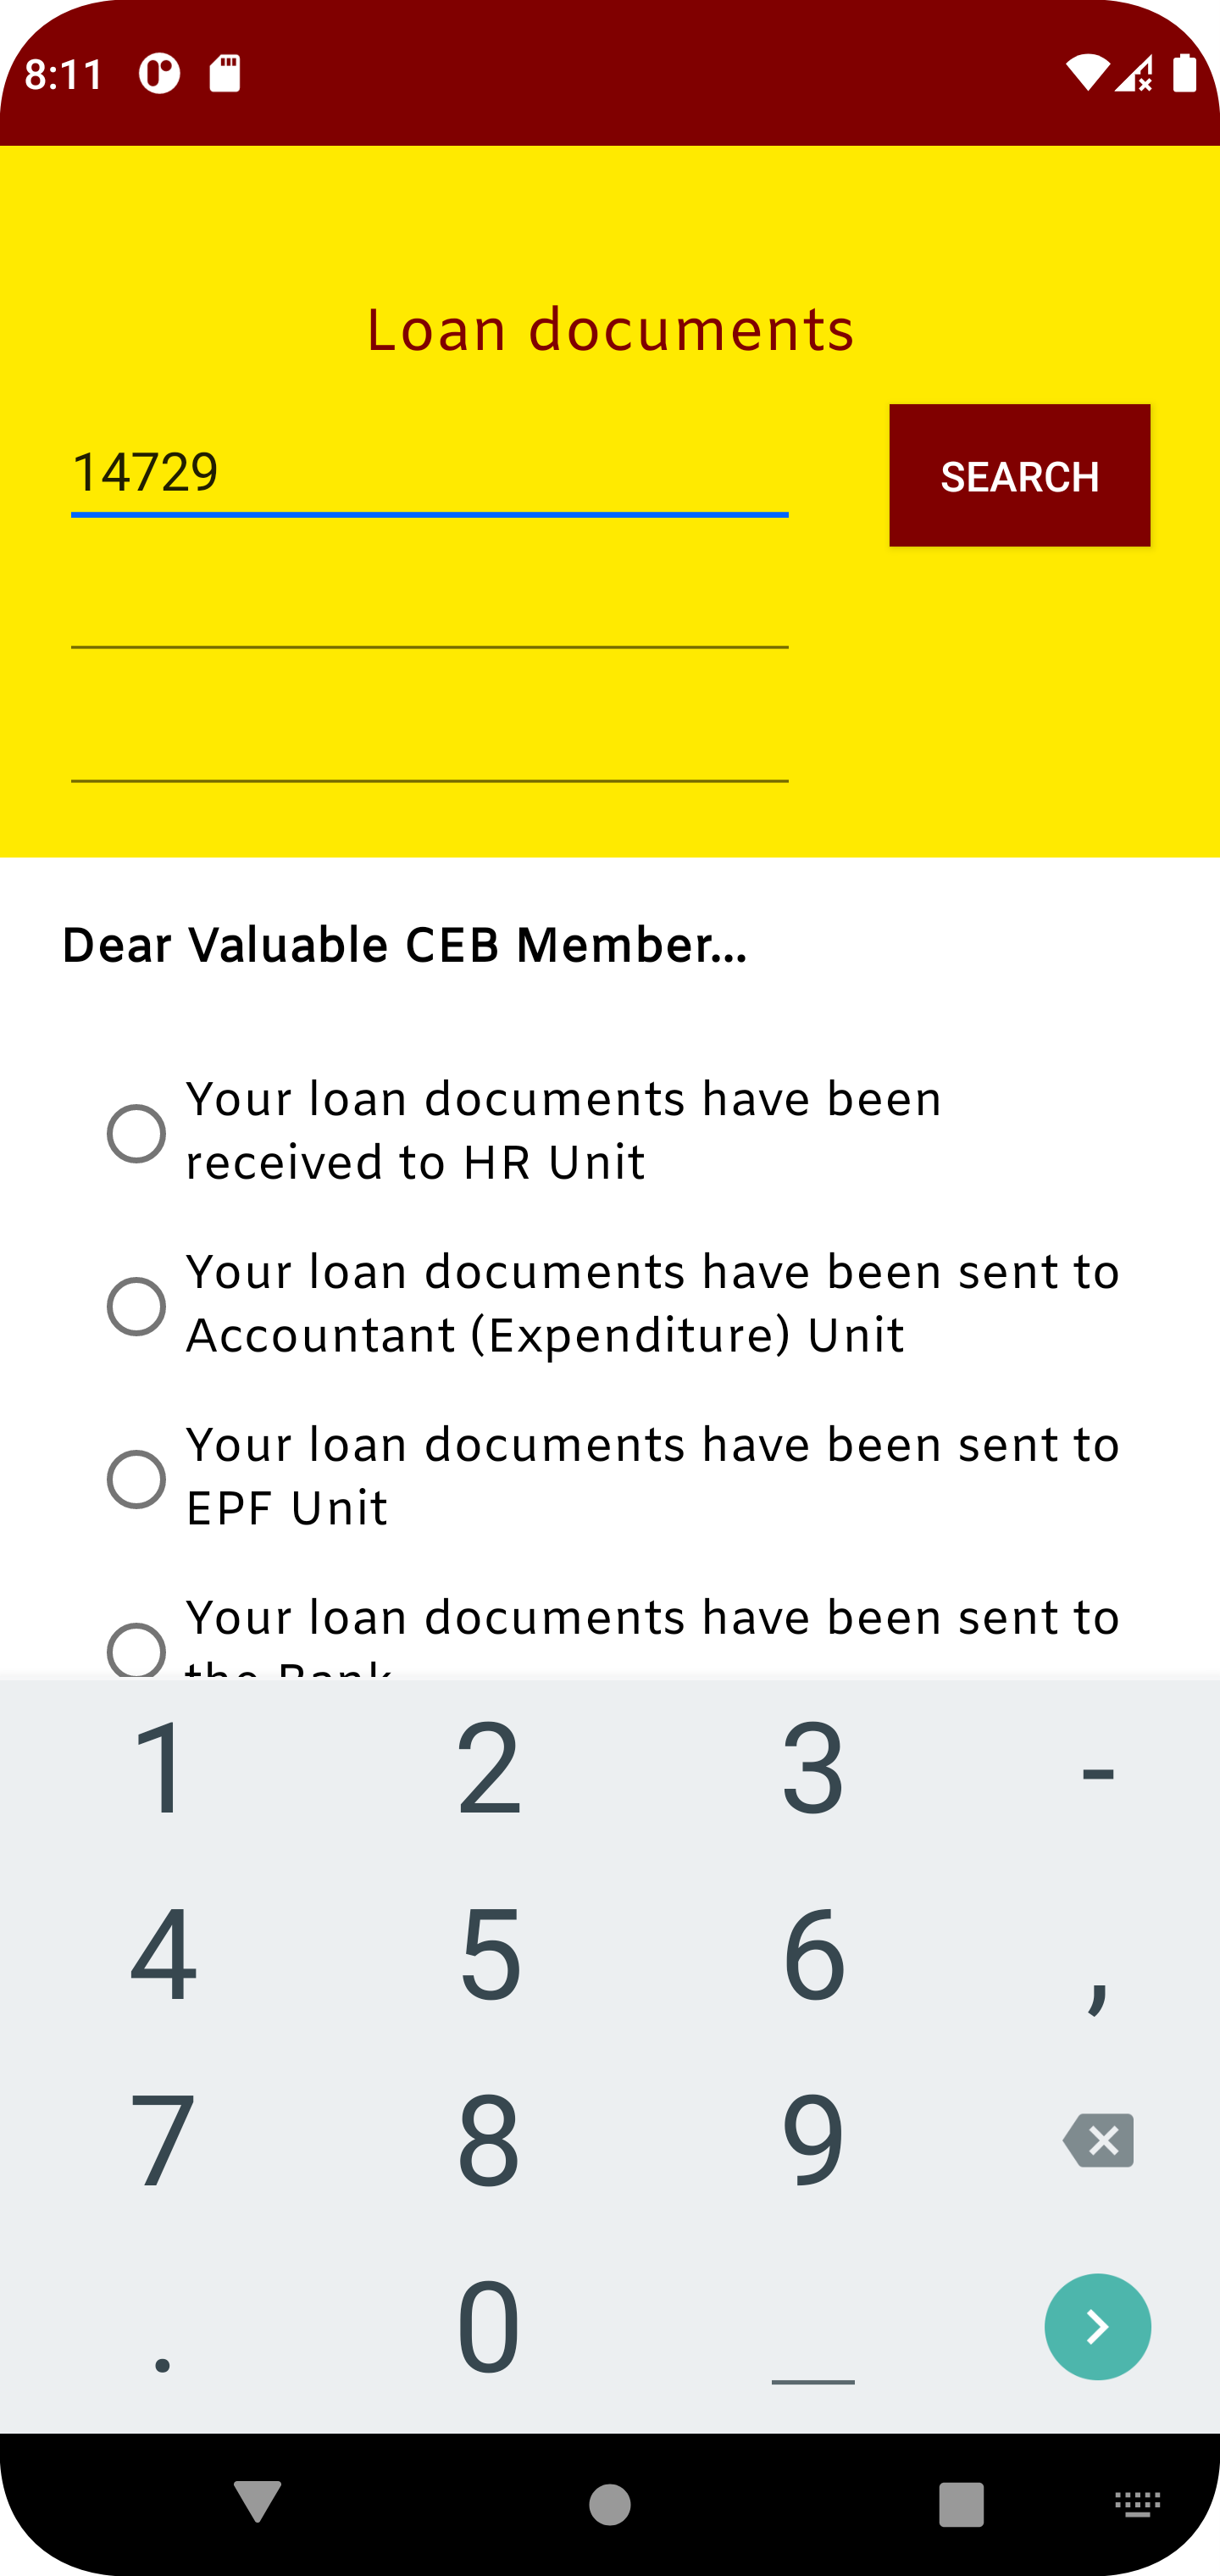 8:11
Loan documents
14729
SEARCH
Dear Valuable CEB Member...
Your loan documents have been
received to HR Unit
Your loan documents have been sent to
Accountant (Expenditure) Unit
Your loan documents have been sent to
EPF Unit
Your loan documents have been sent to
the Bank
1 2 3 -
4 5 6 ,
7 8 9
. 0